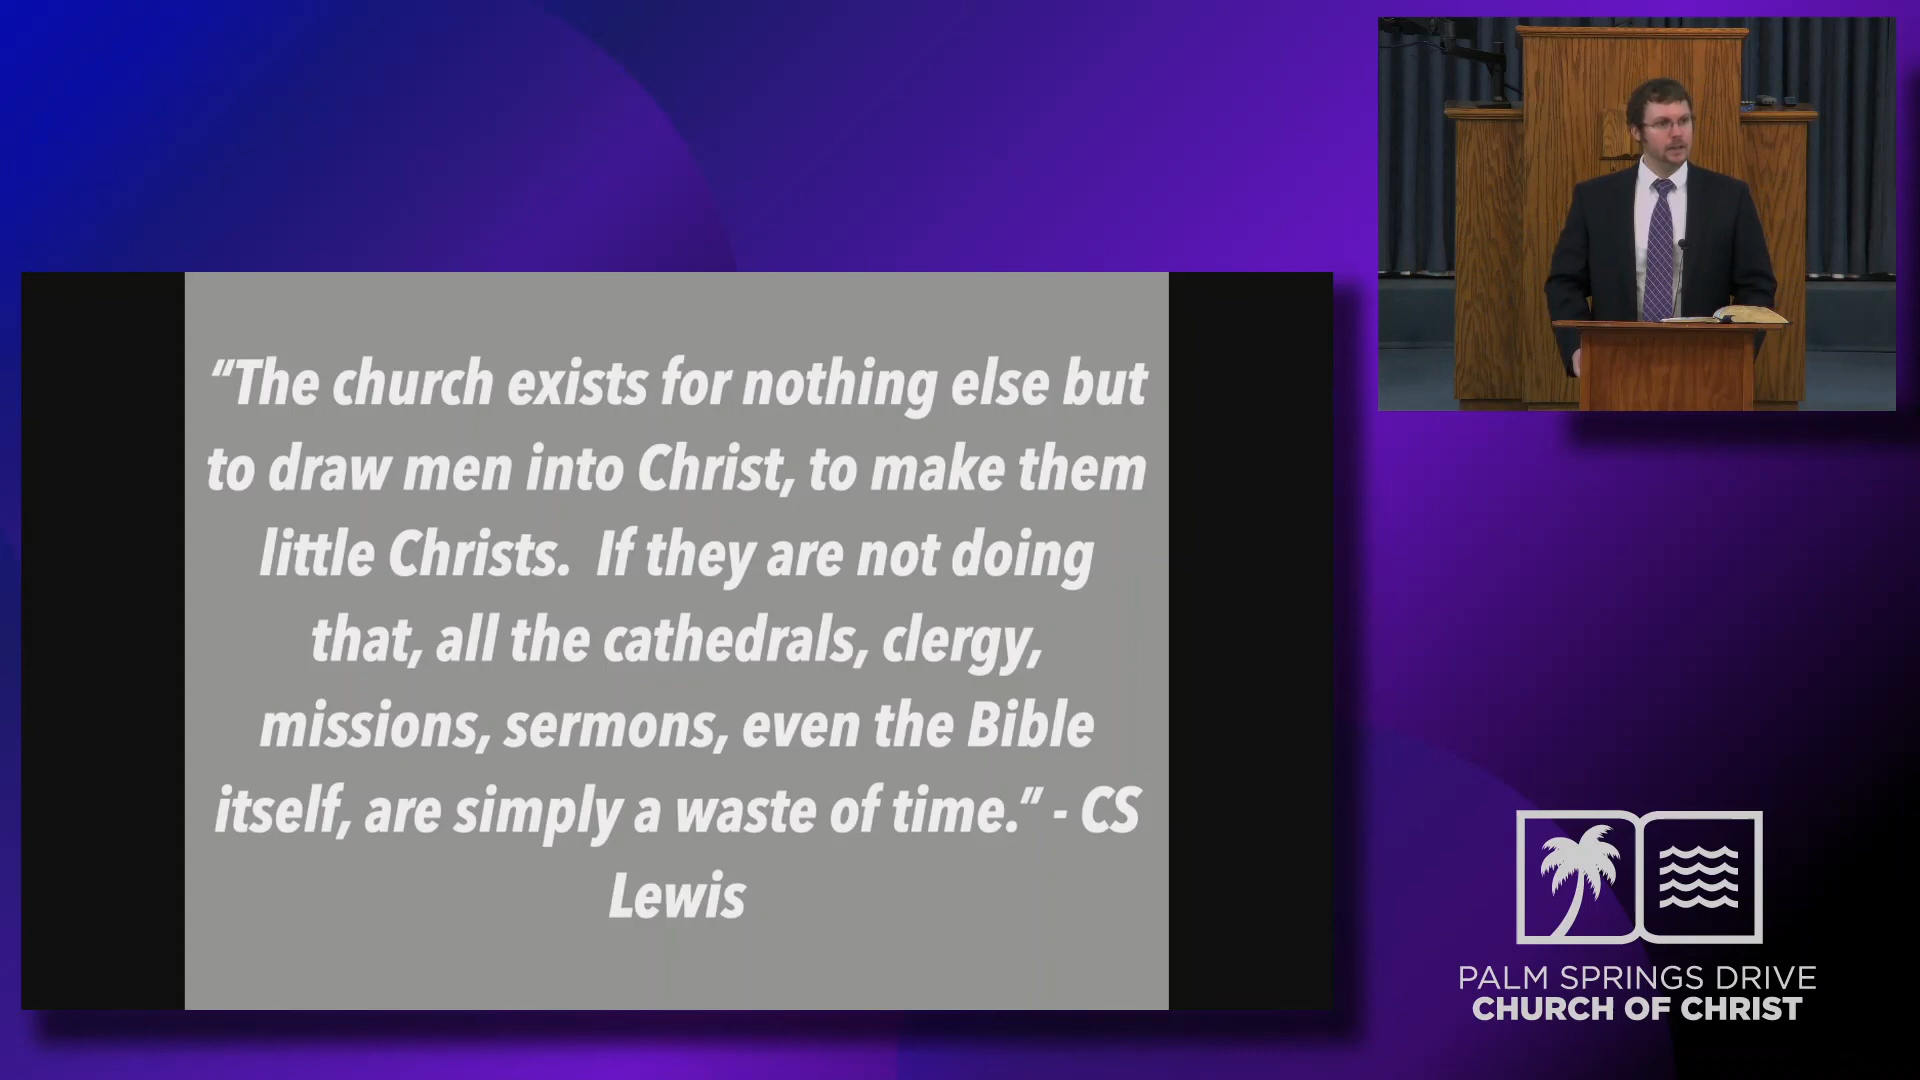 “The church exists for nothing else but
to draw men into Christ, to make them
little Christs.  If they are not doing
that, all the cathedrals, clergy,
missions, sermons, even the Bible
itself, are simply a waste of time.” - CS
Lewis
PALM SPRINGS DRIVE
CHURCH OF CHRIST